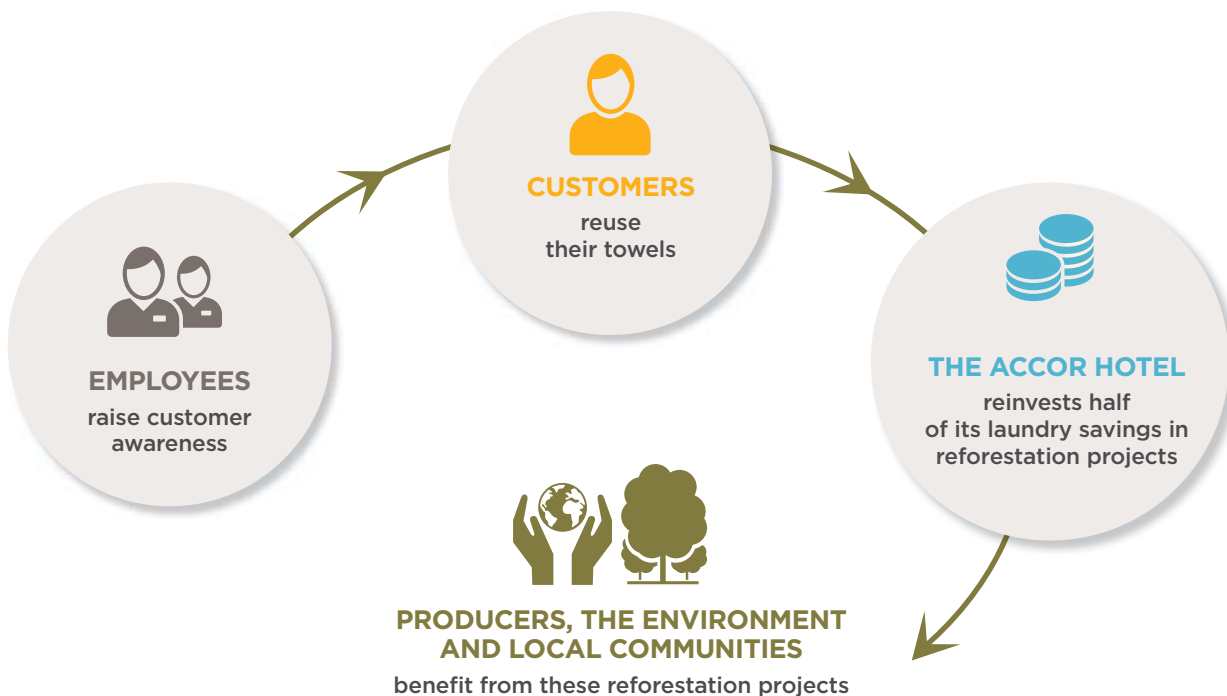 EMPLOYEES
raise customer
awareness
CUSTOMERS
reuse
their towels
THE ACCOR HOTEL
reinvests half
of its laundry savings in
reforestation projects
PRODUCERS, THE ENVIRONMENT
AND LOCAL COMMUNITIES
benefit from these reforestation projects